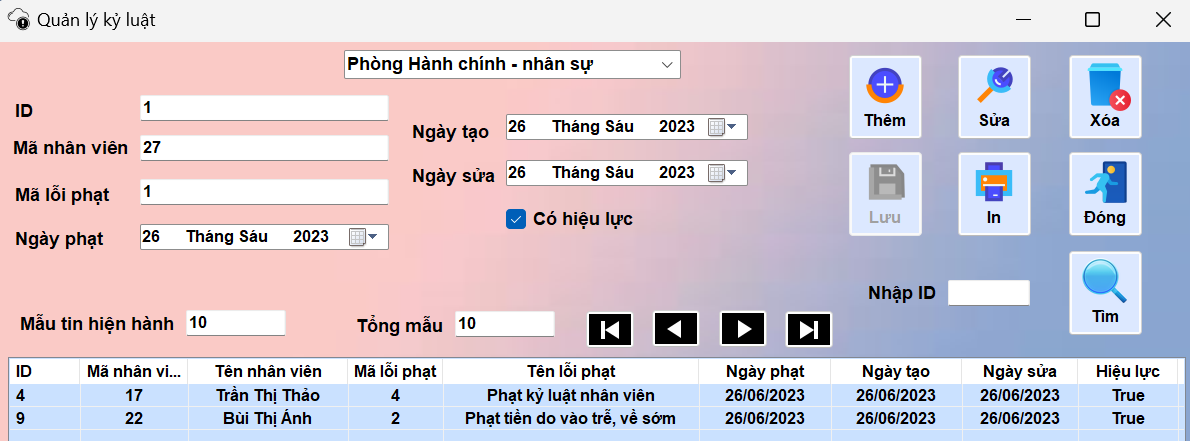 Quản lý kỷ luật
Phòng Hành chính - nhân sự
ID 1
Mã nhân viên 27
Mã lỗi phạt 1
Ngày phạt 26 Tháng Sáu 2023
Ngày tạo 26 Tháng Sáu 2023
Ngày sửa 26 Tháng Sáu 2023
Có hiệu lực
Thêm Sửa Xóa
Lưu In Đóng
Nhập ID
Tìm
Mẫu tin hiện hành 10 Tổng mẫu 10
ID Mã nhân vi... Tên nhân viên Mã lỗi phạt Tên lỗi phạt Ngày phạt Ngày tạo Ngày sửa Hiệu lực
4 17 Trần Thị Thảo 4 Phạt kỷ luật nhân viên 26/06/2023 26/06/2023 26/06/2023 True
9 22 Bùi Thị Ánh 2 Phạt tiền do vào trễ, về sớm 26/06/2023 26/06/2023 26/06/2023 True